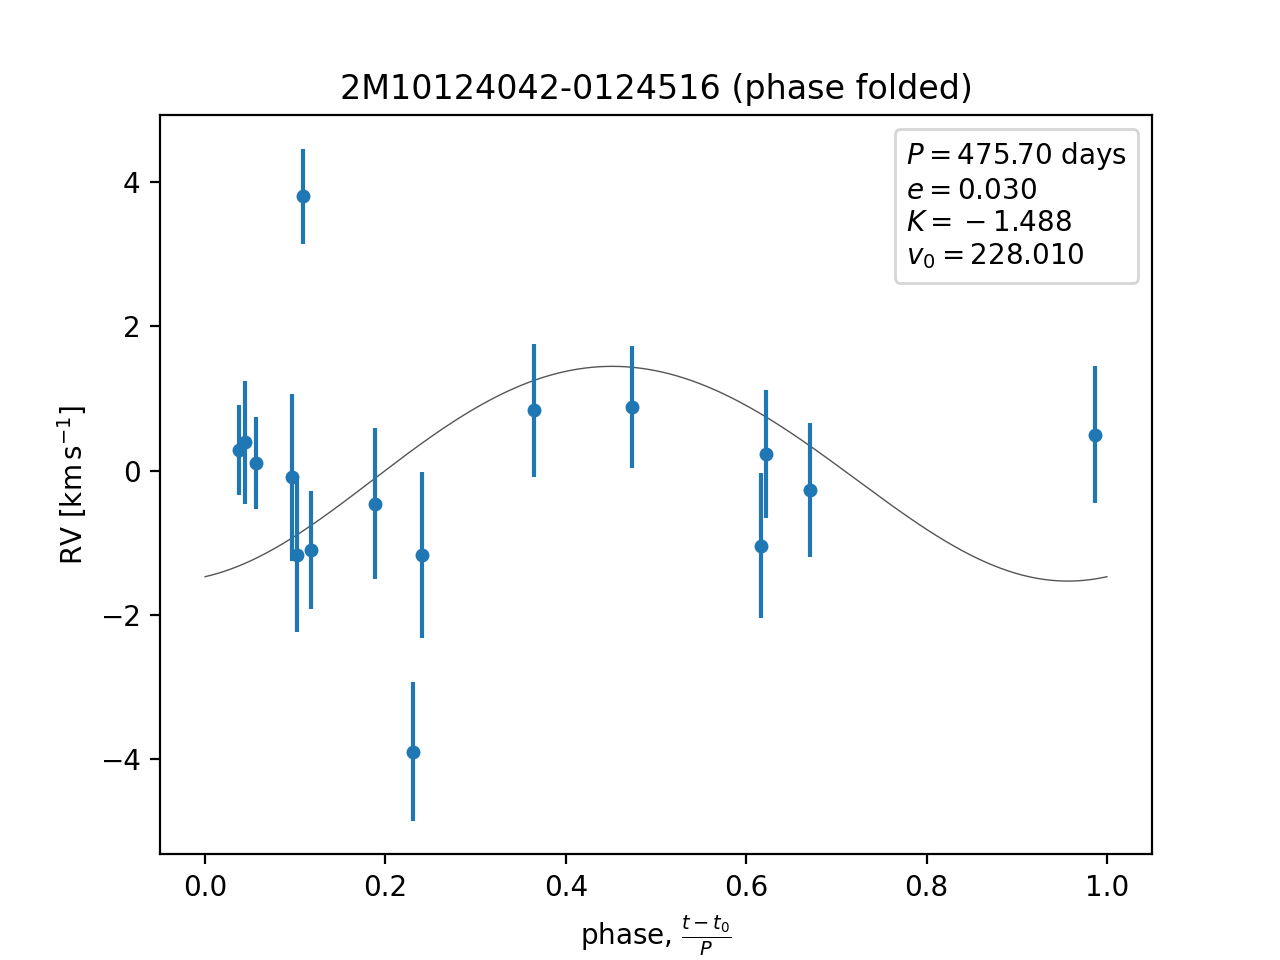 2M10124042-0124516 (phase folded)
P = 475.70 days
e = 0.030
K = −1.488
v₀ = 228.010
RV [km s⁻¹]
4
2
0
−2
−4
0.0 0.2 0.4 0.6 0.8 1.0
phase, (t − t₀)/P